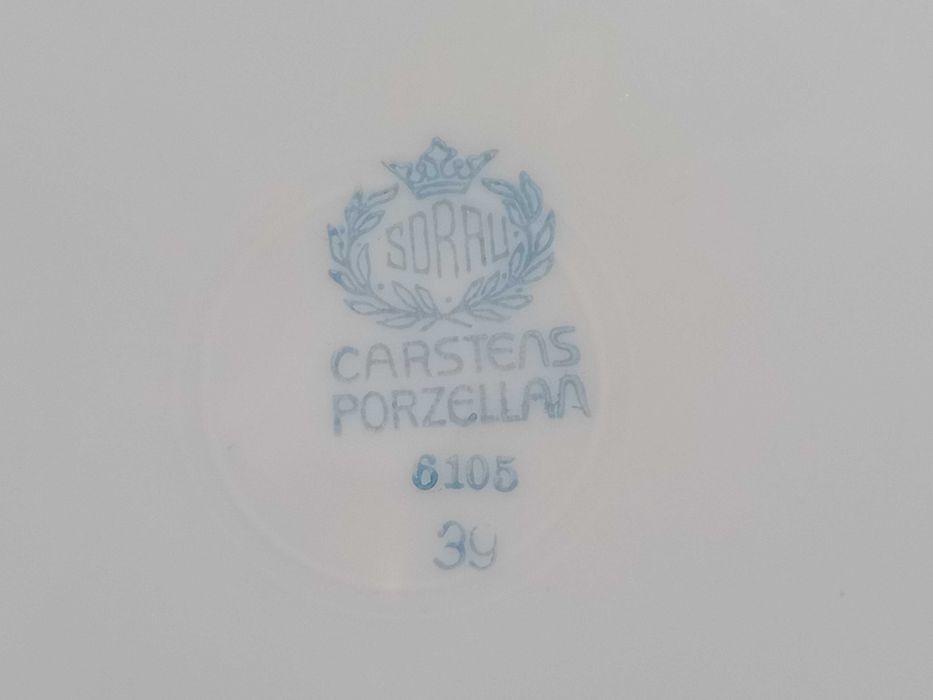 SORAU
CARSTENS
PORZELLAN
6105
39